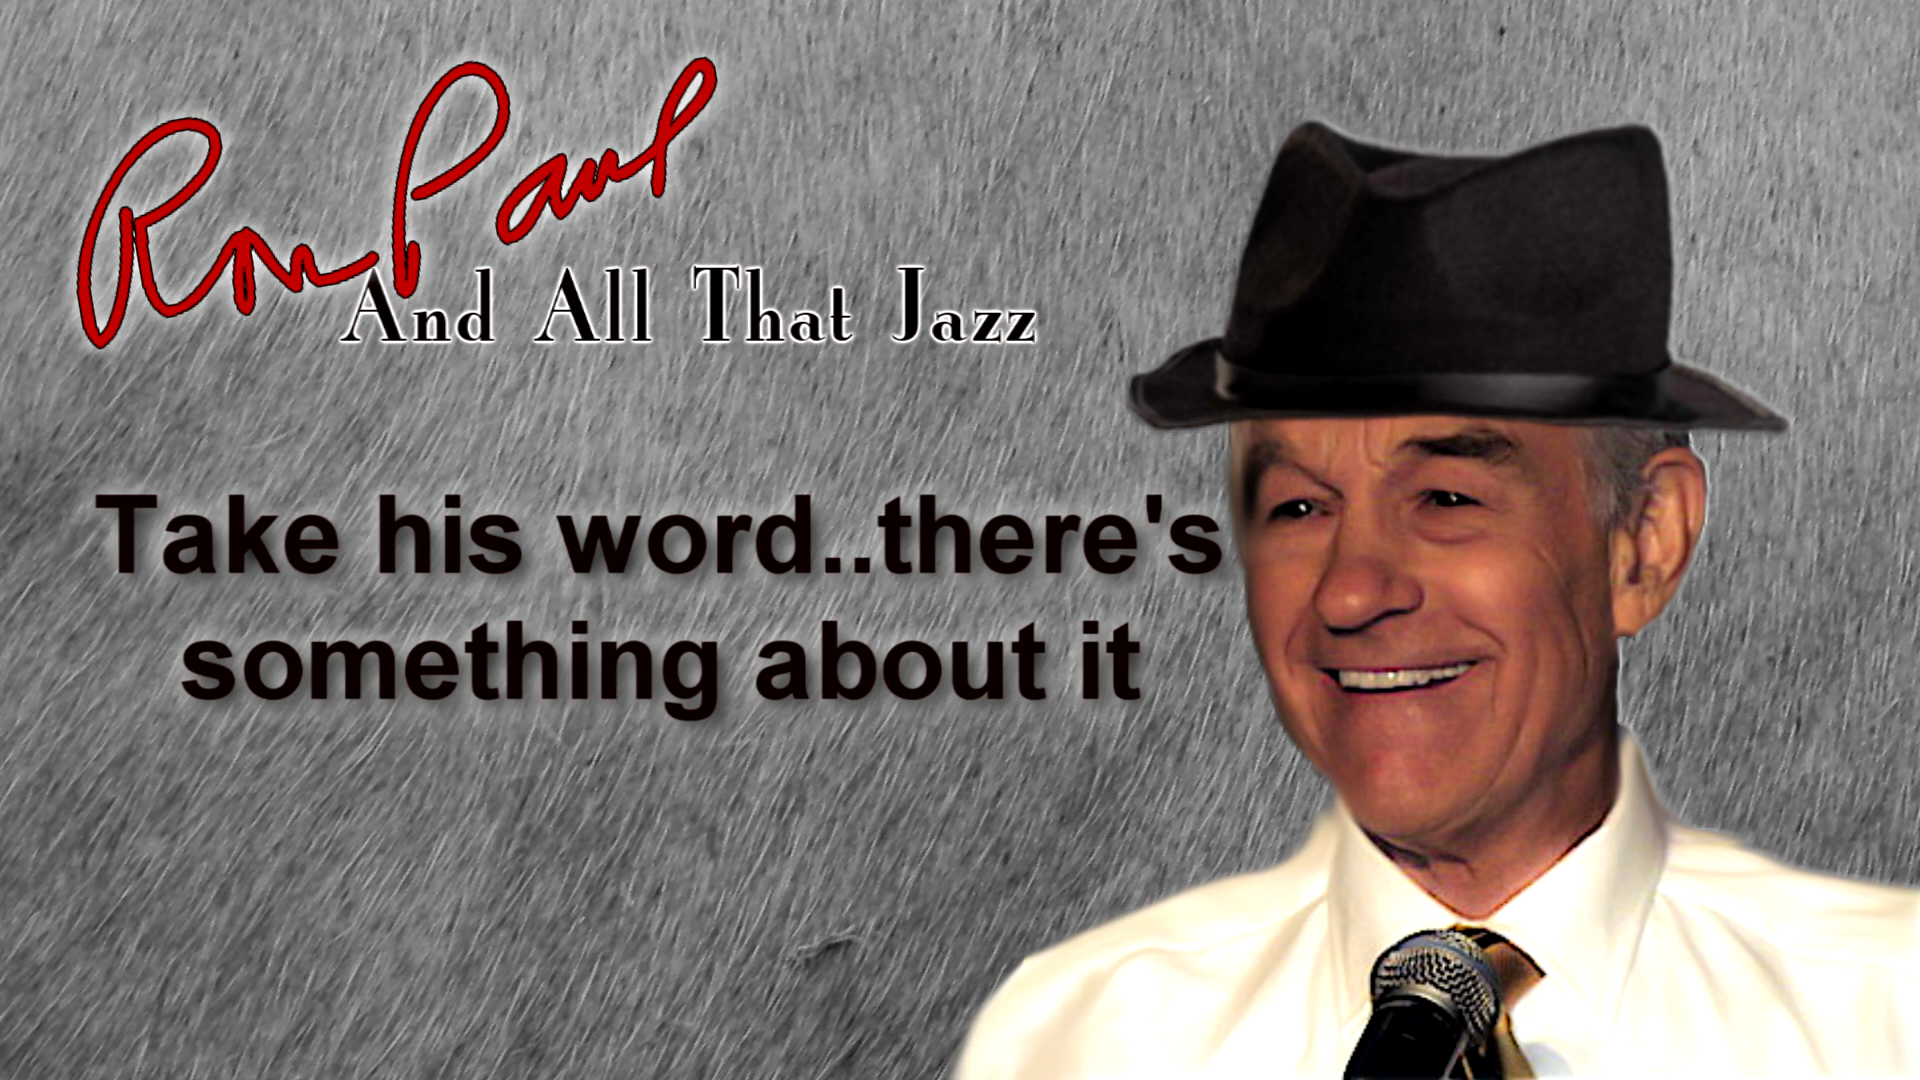 Ron Paul
And All That Jazz
Take his word..there's
something about it